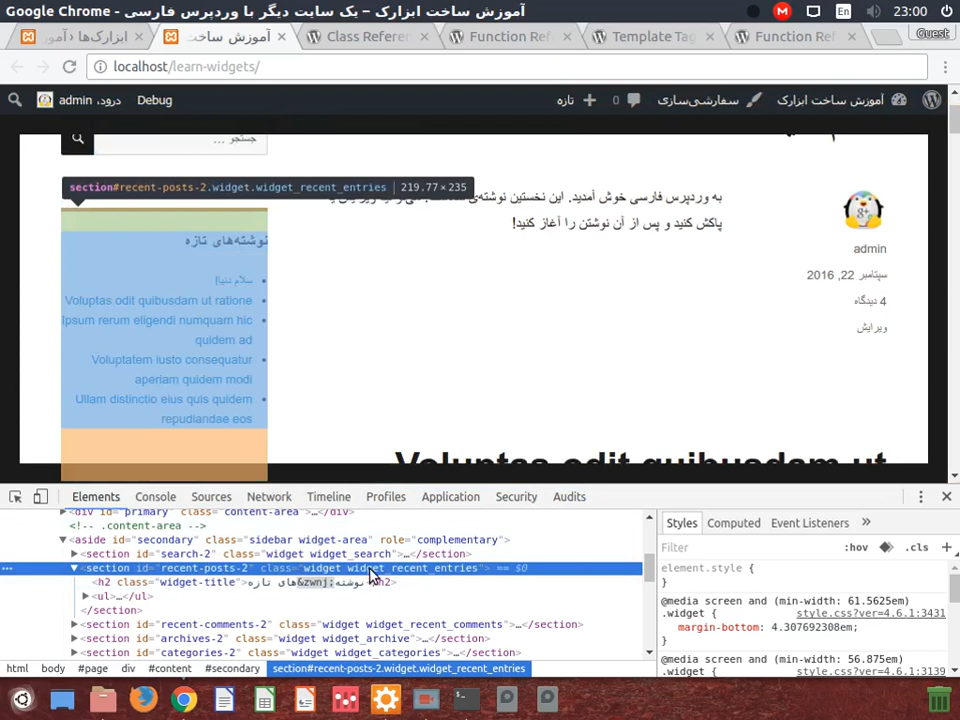 آموزش ساخت ابزارک – یک سایت دیگر با وردپرس فارسی - Google Chrome
En
23:00
ابزارک‌ها ‹ آمو
آموزش ساخت
Class Referen
Function Ref
Template Tag
Function Ref
Guest
localhost/learn-widgets/
درود، admin
Debug
تازه
0
سفارشی‌سازی
آموزش ساخت ابزارک
جستجو …
section#recent-posts-2.widget.widget_recent_entries
219.77×235
به وردپرس فارسی خوش آمدید. این نخستین نوشته‌ی
پاکش کنید و پس از آن نوشتن را آغاز کنید!
admin
سپتامبر 22, 2016
4 دیدگاه
ویرایش
نوشته‌های تازه
سلام دنیا!
Voluptas odit quibusdam ut ratione
Ipsum rerum eligendi numquam hic
quidem ad
Voluptatem iusto consequatur
aperiam quidem modi
Ullam distinctio eius quis quidem
repudiandae eos
Voluptas odit quibusdam ut
Elements
Console
Sources
Network
Timeline
Profiles
Application
Security
Audits
<div id="primary" class="content-area">…</div>
<!-- .content-area -->
<aside id="secondary" class="sidebar widget-area" role="complementary">
<section id="search-2" class="widget widget_search">…</section>
<section id="recent-posts-2" class="widget widget_recent_entries"> == $0
<h2 class="widget-title">نوشته&zwnj;های تازه</h2>
<ul>…</ul>
</section>
<section id="recent-comments-2" class="widget widget_recent_comments">…</section>
<section id="archives-2" class="widget widget_archive">…</section>
<section id="categories-2" class="widget widget_categories">…</section>
html body #page div #content #secondary section#recent-posts-2.widget.widget_recent_entries
Styles
Computed
Event Listeners
»
Filter
:hov
.cls
+
element.style {
}
@media screen and (min-width: 61.5625em)
.widget { style.css?ver=4.6.1:3431
margin-bottom: 4.307692308em;
}
@media screen and (min-width: 56.875em)
.widget { style.css?ver=4.6.1:3139